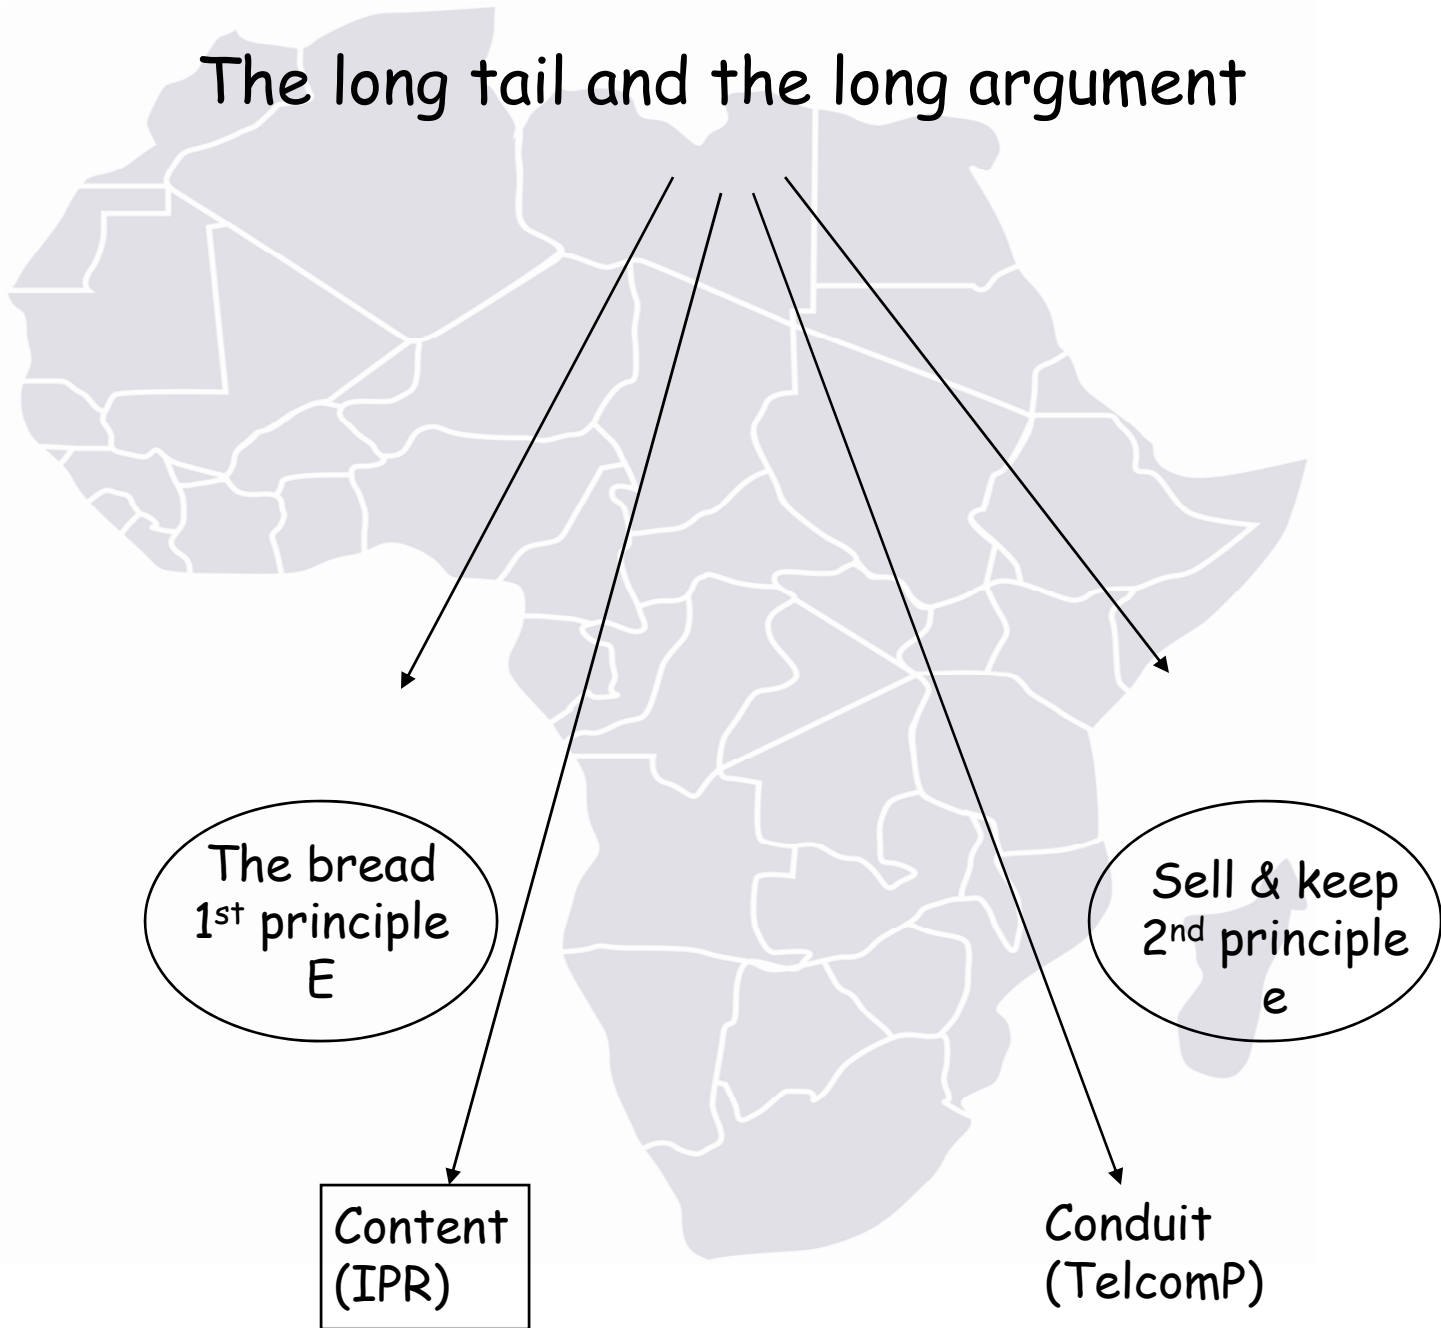 The long tail and the long argument
The bread
1st principle
E
Sell & keep
2nd principle
e
Content
(IPR)
Conduit
(TelcomP)